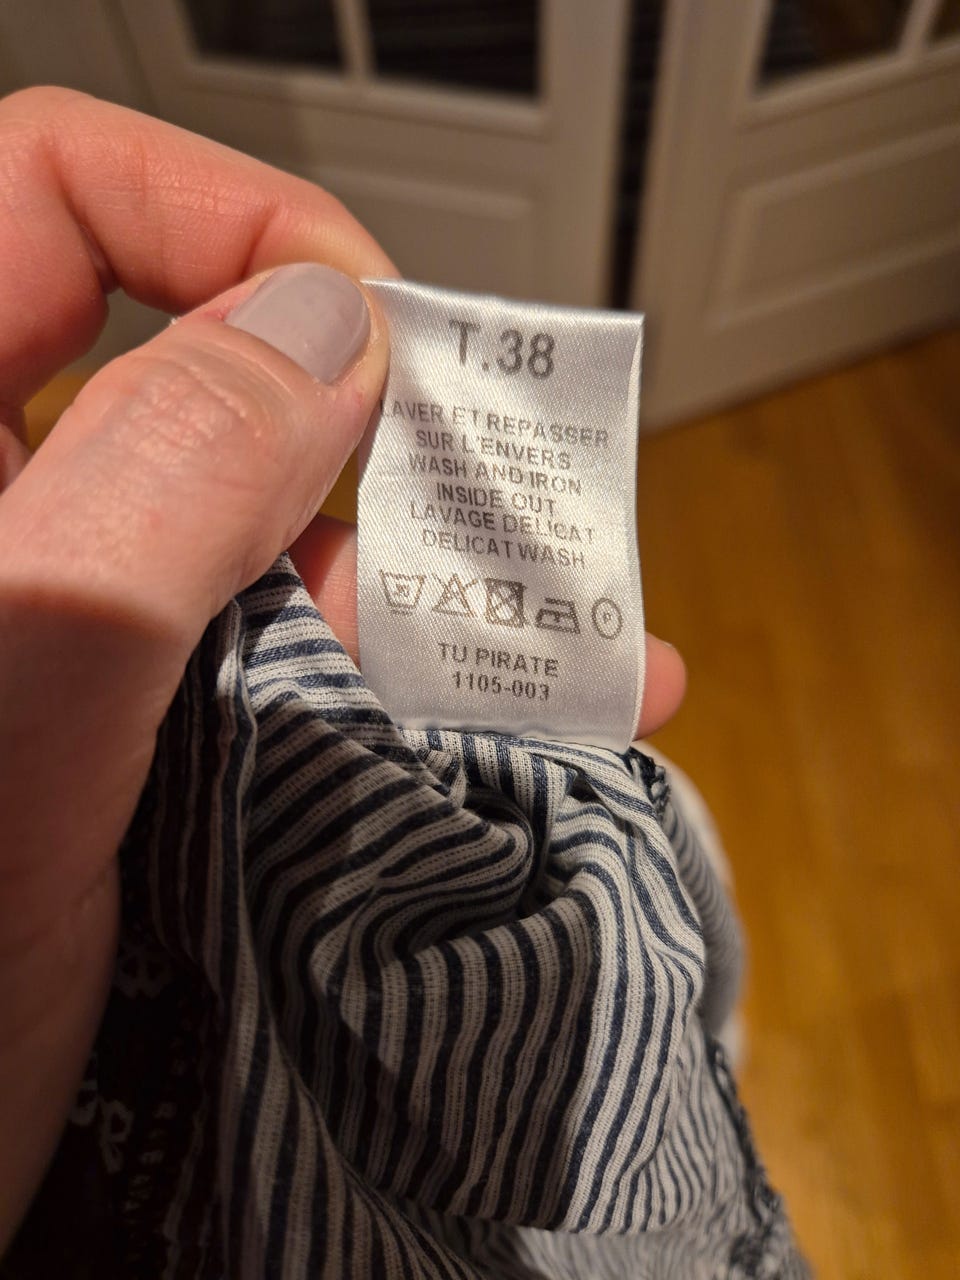 T.38
LAVER ET REPASSER
SUR L'ENVERS
WASH AND IRON
INSIDE OUT
LAVAGE DELICAT
DELICAT WASH
P
TU PIRATE
1105-003